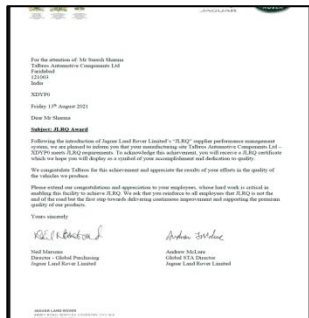 JAGUAR
For the attention of Mr Suresh Sharma
Talbros Automotive Components Ltd
Faridabad
121003
India
XDYP0
Friday 13th August 2021
Dear Mr Sharma
Subject: JLRQ Award
Following the introduction of Jaguar Land Rover Limited's "JLRQ" supplier performance management
system, we are pleased to inform you that your manufacturing site Talbros Automotive Components Ltd –
XDYP0 meets JLRQ requirements. To acknowledge this achievement, you will receive a JLRQ certificate
which we hope you will display as a symbol of your accomplishment and dedication to quality.
We congratulate Talbros for this achievement and appreciate the results of your efforts in the quality of
the vehicles we produce.
Please extend our congratulations and appreciation to your employees, whose hard work is critical in
enabling this facility to achieve JLRQ. We ask that you reinforce to all employees that JLRQ is not the
end of the road but the first step towards delivering continuous improvement and supporting the premium
quality of our products.
Yours sincerely
Neil Massons Andrew McLure
Director - Global Purchasing Global STA Director
Jaguar Land Rover Limited Jaguar Land Rover Limited
JAGUAR LAND ROVER